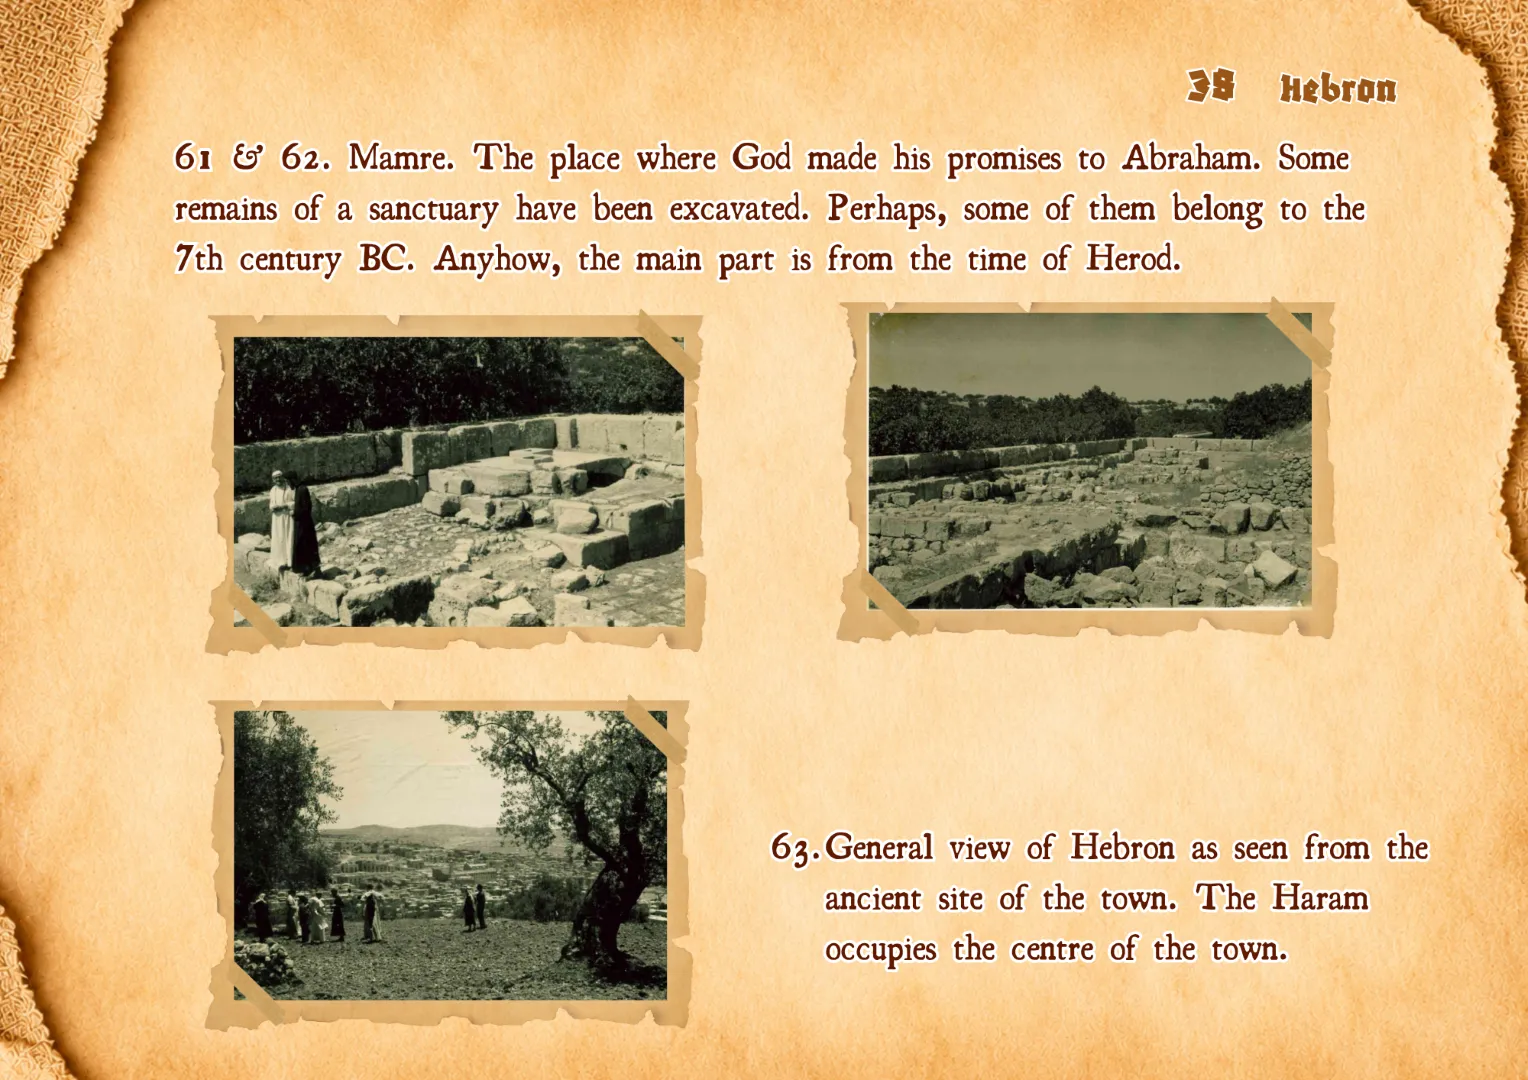 38 Hebron
61 & 62. Mamre. The place where God made his promises to Abraham. Some
remains of a sanctuary have been excavated. Perhaps, some of them belong to the
7th century BC. Anyhow, the main part is from the time of Herod.
63. General view of Hebron as seen from the
ancient site of the town. The Haram
occupies the centre of the town.